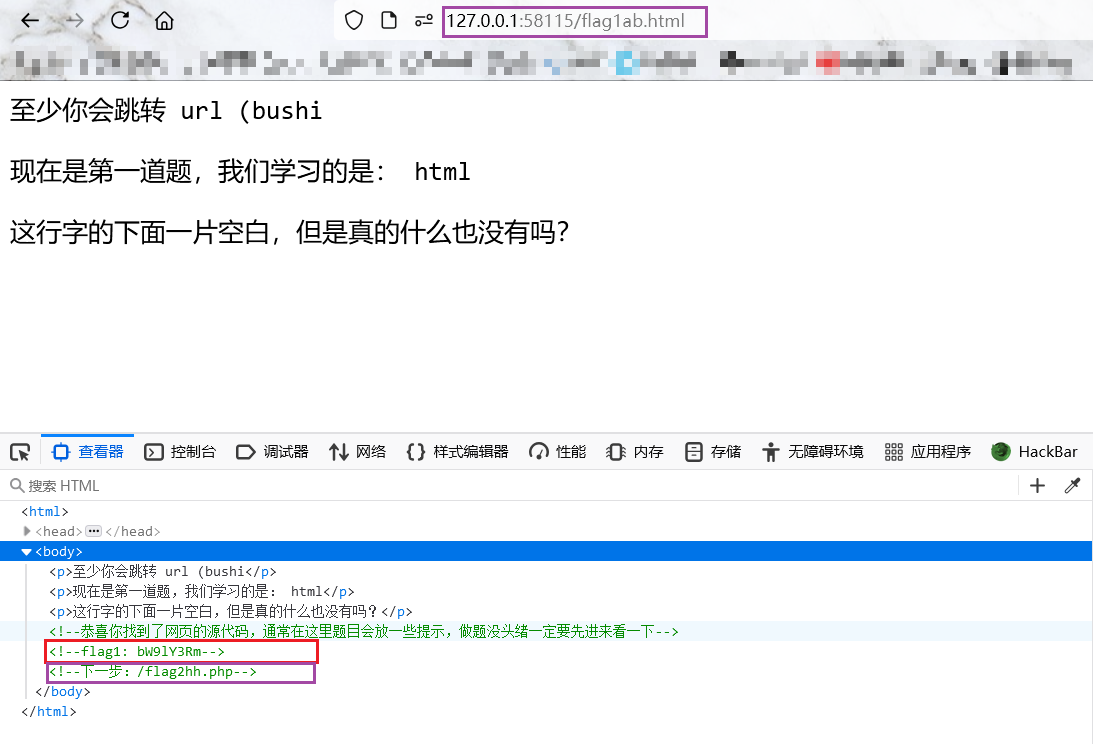 127.0.0.1:58115/flag1ab.html
至少你会跳转 url (bushi
现在是第一道题，我们学习的是： html
这行字的下面一片空白，但是真的什么也没有吗？
查看器 控制台 调试器 网络 样式编辑器 性能 内存 存储 无障碍环境 应用程序 HackBar
搜索 HTML
<html>
<head>···</head>
<body>
<p>至少你会跳转 url (bushi</p>
<p>现在是第一道题，我们学习的是： html</p>
<p>这行字的下面一片空白，但是真的什么也没有吗？</p>
<!--恭喜你找到了网页的源代码，通常在这里题目会放一些提示，做题没头绪一定要先进来看一下-->
<!--flag1: bW9lY3Rm-->
<!--下一步：/flag2hh.php-->
</body>
</html>